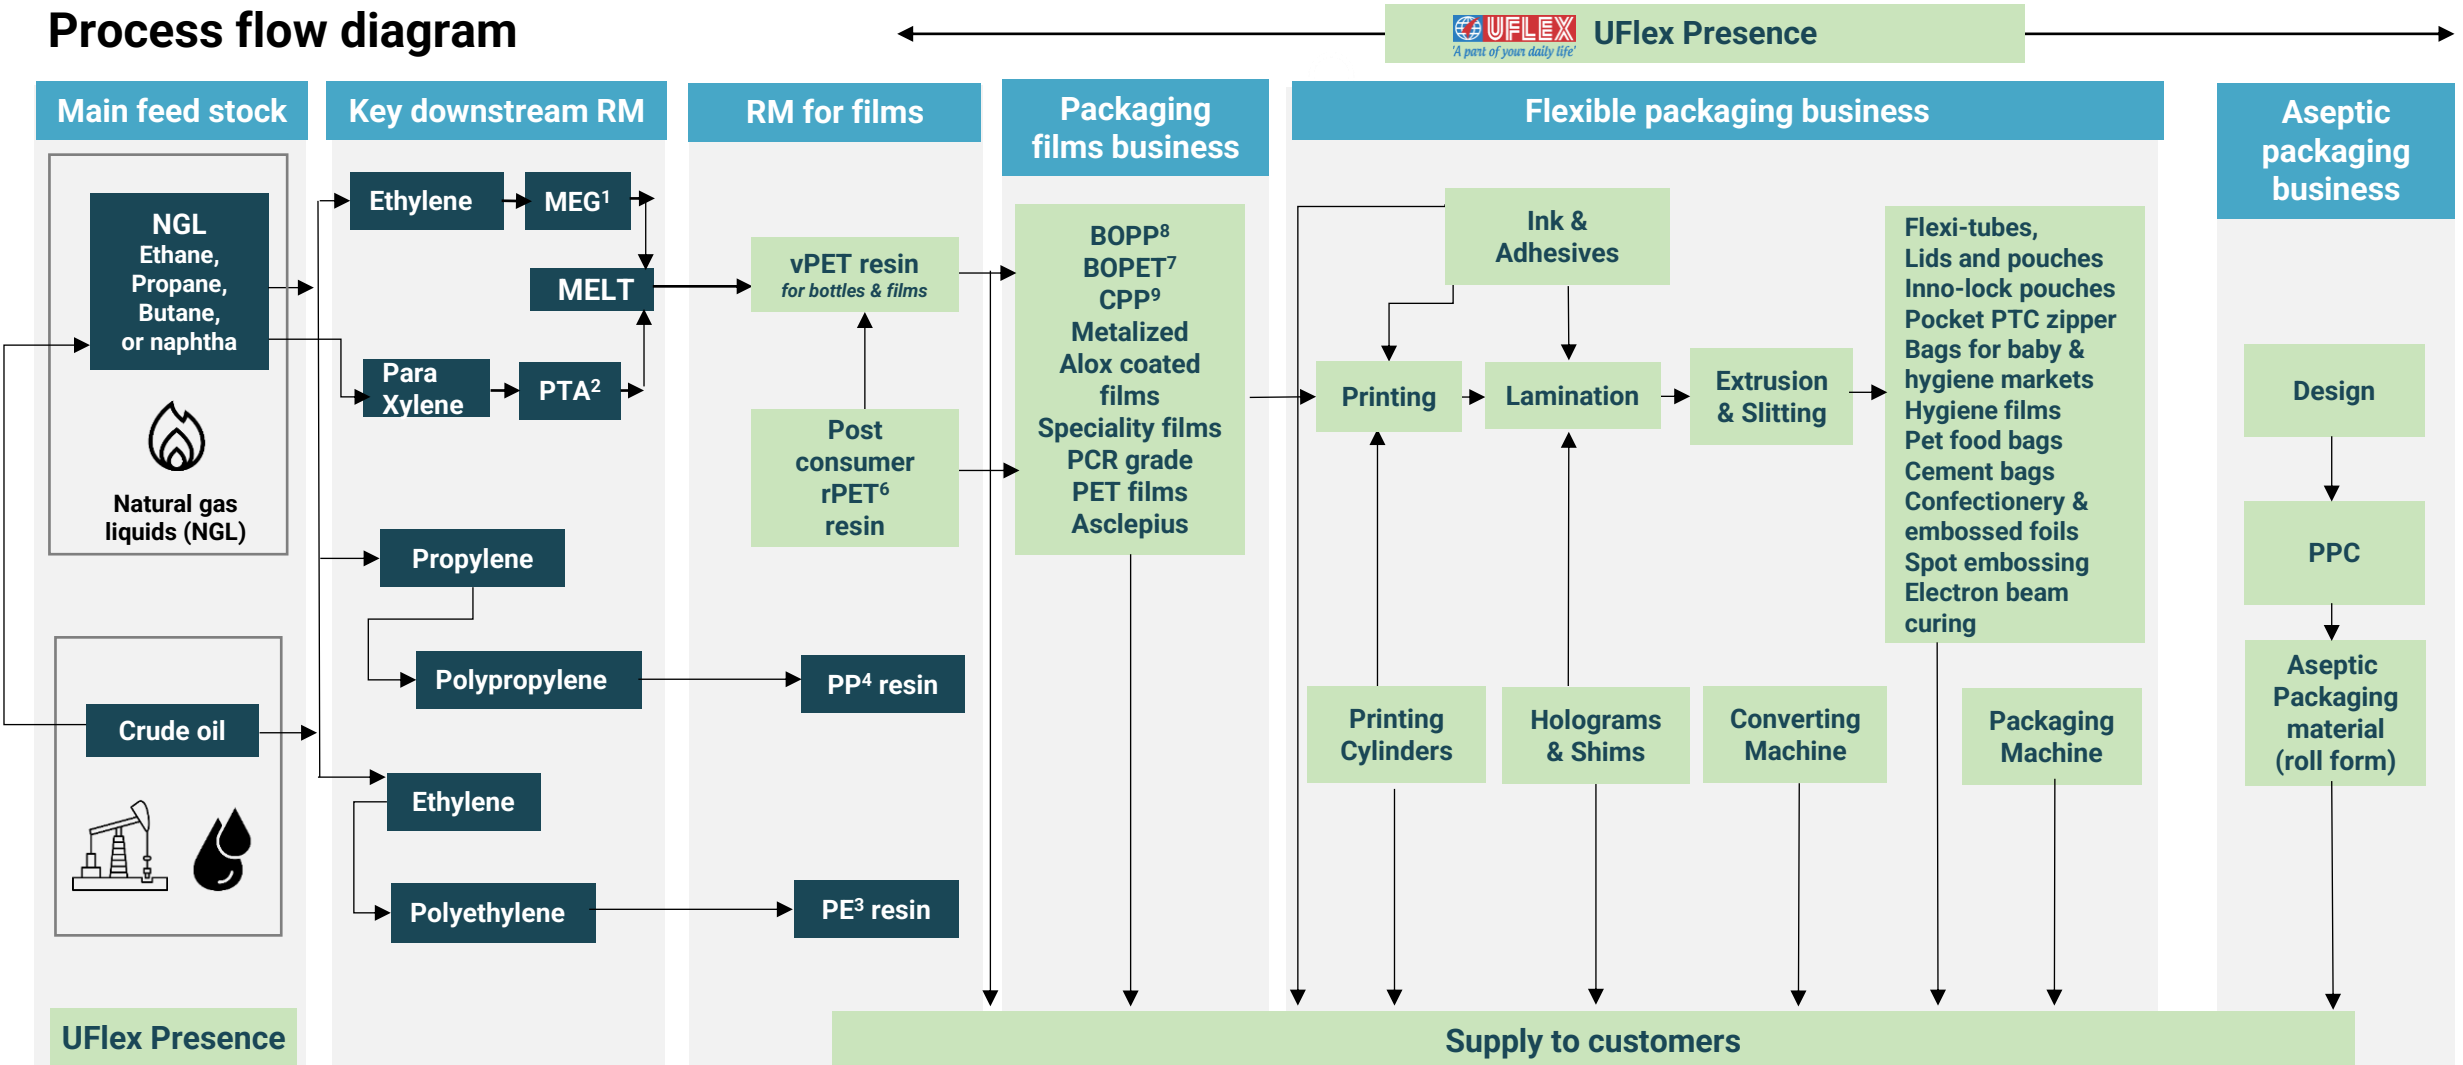 Process flow diagram
UFLEX
'A part of your daily life'
UFlex Presence
Main feed stock
NGL
Ethane,
Propane,
Butane,
or naphtha
Natural gas
liquids (NGL)
Crude oil
UFlex Presence
Key downstream RM
Ethylene
MEG¹
MELT
Para
Xylene
PTA²
Propylene
Polypropylene
Ethylene
Polyethylene
RM for films
vPET resin
for bottles & films
Post
consumer
rPET⁶
resin
PP⁴ resin
PE³ resin
Packaging
films business
BOPP⁸
BOPET⁷
CPP⁹
Metalized
Alox coated
films
Speciality films
PCR grade
PET films
Asclepius
Flexible packaging business
Ink &
Adhesives
Printing
Lamination
Extrusion
& Slitting
Flexi-tubes,
Lids and pouches
Inno-lock pouches
Pocket PTC zipper
Bags for baby &
hygiene markets
Hygiene films
Pet food bags
Cement bags
Confectionery &
embossed foils
Spot embossing
Electron beam
curing
Printing
Cylinders
Holograms
& Shims
Converting
Machine
Packaging
Machine
Aseptic
packaging
business
Design
PPC
Aseptic
Packaging
material
(roll form)
Supply to customers